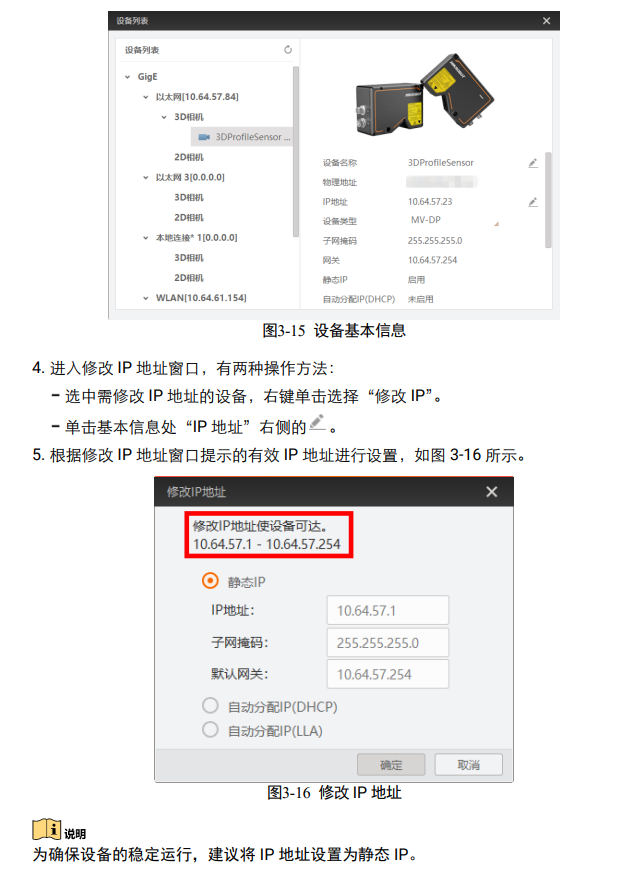 设备列表
设备列表
GigE
以太网[10.64.57.84]
3D相机
3DProfileSensor ...
2D相机
以太网 3[0.0.0.0]
3D相机
2D相机
本地连接* 1[0.0.0.0]
3D相机
2D相机
WLAN[10.64.61.154]
设备名称 3DProfileSensor
物理地址
IP地址 10.64.57.23
设备类型 MV-DP
子网掩码 255.255.255.0
网关 10.64.57.254
静态IP 启用
自动分配IP(DHCP) 未启用
图3-15 设备基本信息
4. 进入修改 IP 地址窗口，有两种操作方法：
− 选中需修改 IP 地址的设备，右键单击选择“修改 IP”。
− 单击基本信息处“IP 地址”右侧的 。
5. 根据修改 IP 地址窗口提示的有效 IP 地址进行设置，如图 3-16 所示。
修改IP地址
修改IP地址使设备可达。
10.64.57.1 - 10.64.57.254
静态IP
IP地址: 10.64.57.1
子网掩码: 255.255.255.0
默认网关: 10.64.57.254
自动分配IP(DHCP)
自动分配IP(LLA)
确定 取消
图3-16 修改 IP 地址
说明
为确保设备的稳定运行，建议将 IP 地址设置为静态 IP。